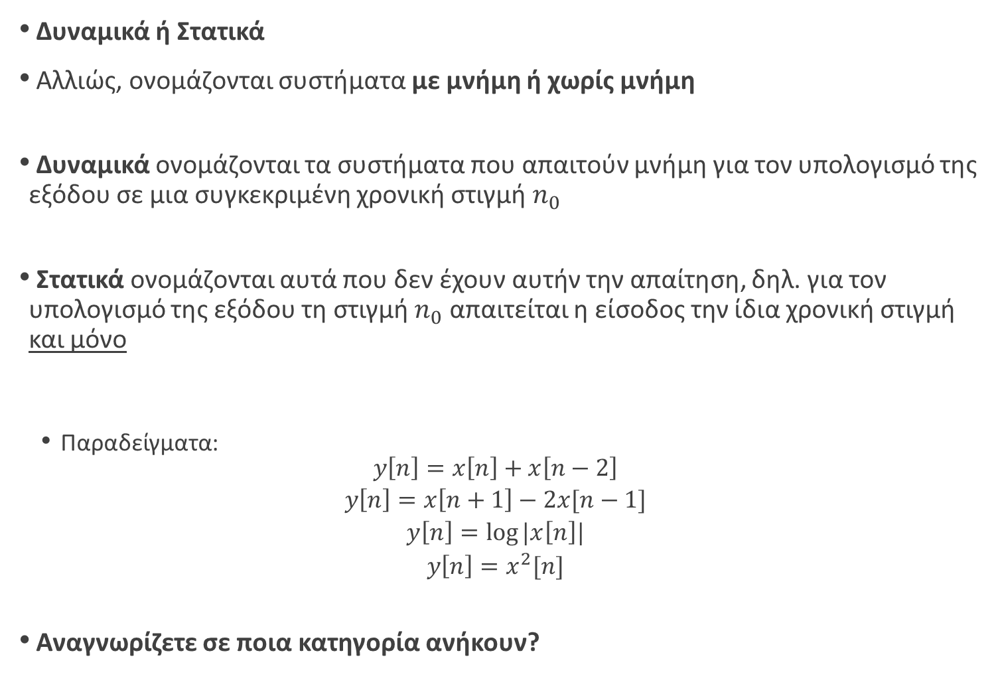 • Δυναμικά ή Στατικά
• Αλλιώς, ονομάζονται συστήματα με μνήμη ή χωρίς μνήμη
• Δυναμικά ονομάζονται τα συστήματα που απαιτούν μνήμη για τον υπολογισμό της
εξόδου σε μια συγκεκριμένη χρονική στιγμή n₀
• Στατικά ονομάζονται αυτά που δεν έχουν αυτήν την απαίτηση, δηλ. για τον
υπολογισμό της εξόδου τη στιγμή n₀ απαιτείται η είσοδος την ίδια χρονική στιγμή
και μόνο
• Παραδείγματα:
y[n] = x[n] + x[n − 2]
y[n] = x[n + 1] − 2x[n − 1]
y[n] = log|x[n]|
y[n] = x²[n]
• Αναγνωρίζετε σε ποια κατηγορία ανήκουν?